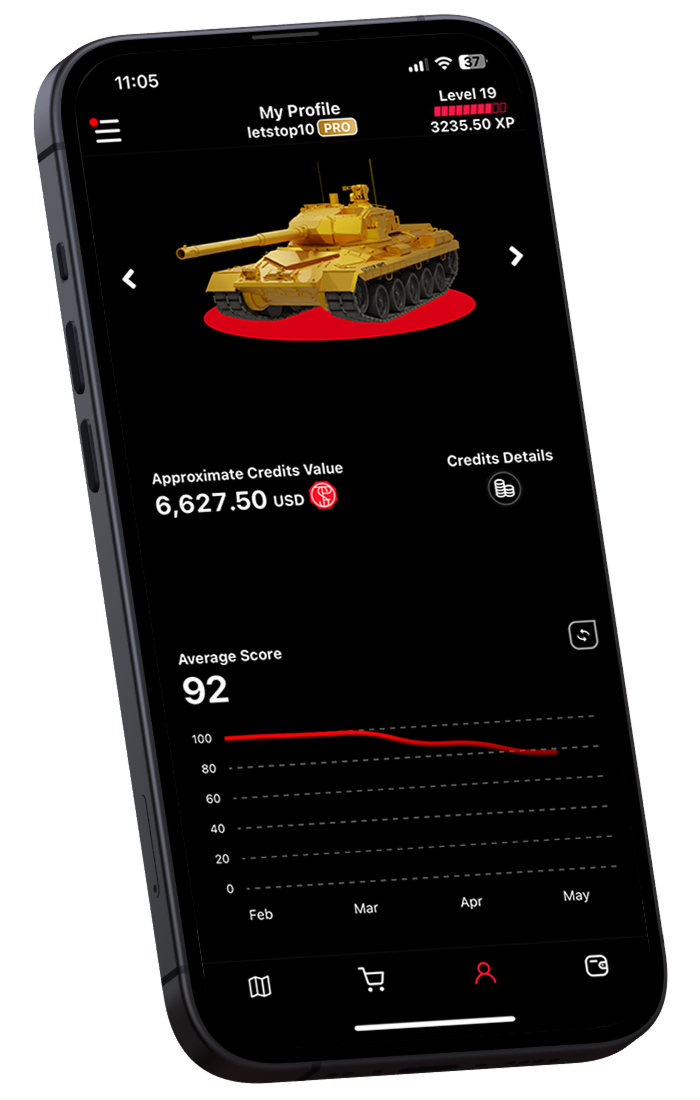 11:05
37
My Profile
letstop10 PRO
Level 19
3235.50 XP
Approximate Credits Value
6,627.50 USD
Credits Details
Average Score
92
100
80
60
40
20
0
Feb
Mar
Apr
May